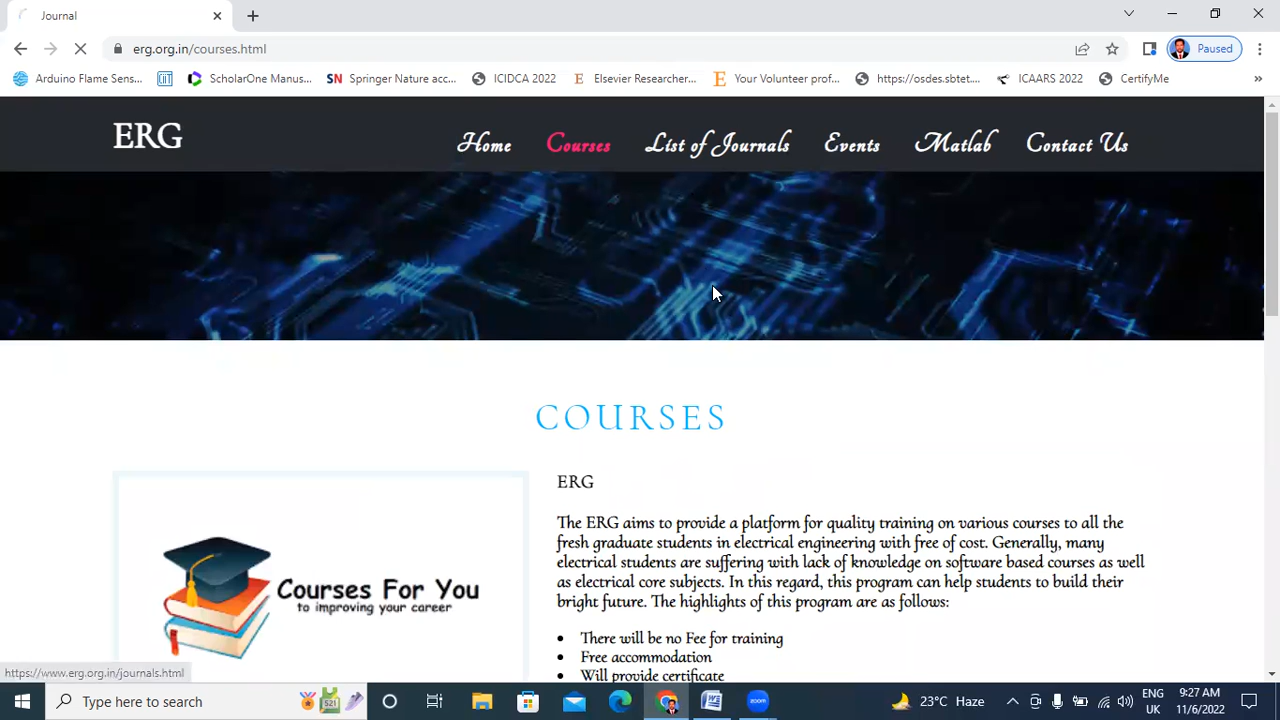 Journal
erg.org.in/courses.html
Paused
Arduino Flame Sens...
ScholarOne Manus...
SN Springer Nature acc...
ICIDCA 2022
E Elsevier Researcher...
E Your Volunteer prof...
https://osdes.sbtet....
ICAARS 2022
CertifyMe
»
ERG
Home
Courses
List of Journals
Events
Matlab
Contact Us
COURSES
Courses For You
to improving your career
ERG
The ERG aims to provide a platform for quality training on various courses to all the
fresh graduate students in electrical engineering with free of cost. Generally, many
electrical students are suffering with lack of knowledge on software based courses as well
as electrical core subjects. In this regard, this program can help students to build their
bright future. The highlights of this program are as follows:
• There will be no Fee for training
• Free accommodation
• Will provide certificate
https://www.erg.org.in/journals.html
Type here to search
521
zoom
23°C Haze
ENG
UK
9:27 AM
11/6/2022